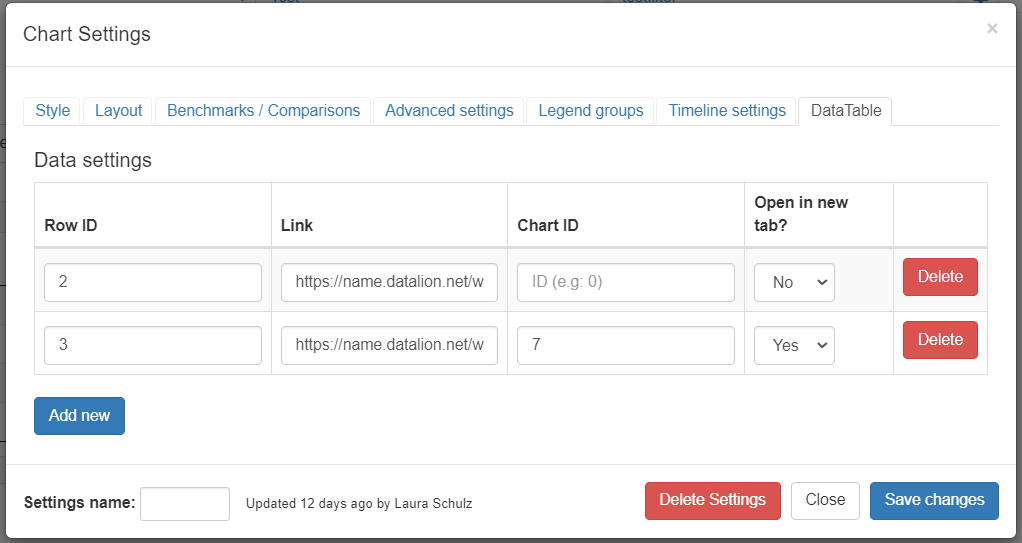 Chart Settings ×
Style Layout Benchmarks / Comparisons Advanced settings Legend groups Timeline settings DataTable
Data settings
Row ID Link Chart ID Open in new tab?
2 https://name.datalion.net/w ID (e.g: 0) No Delete
3 https://name.datalion.net/w 7 Yes Delete
Add new
Settings name: Updated 12 days ago by Laura Schulz Delete Settings Close Save changes